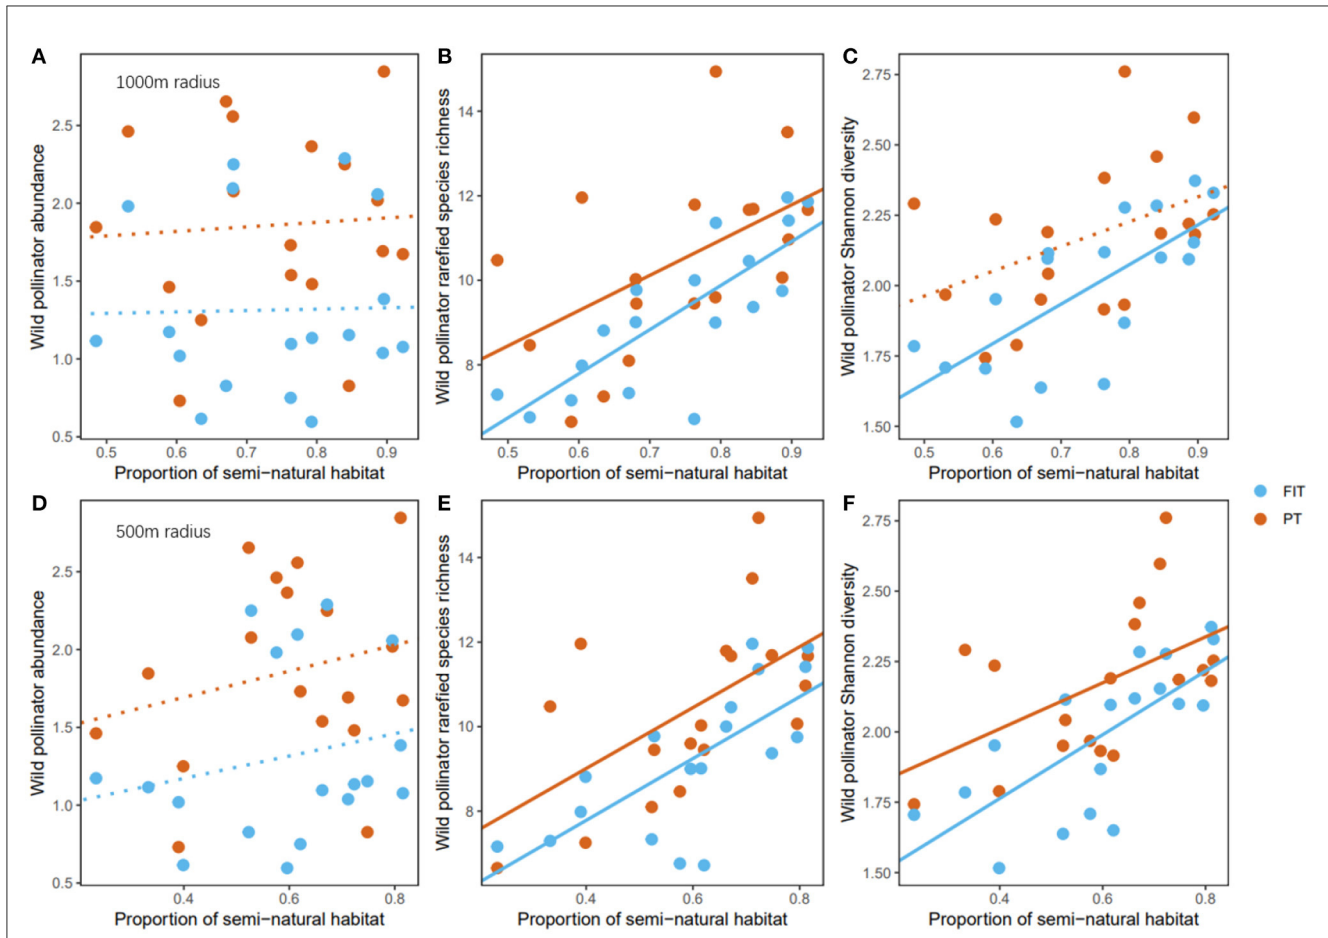 A
B
C
1000m radius
Wild pollinator abundance
2.5
2.0
1.5
1.0
0.5
0.5 0.6 0.7 0.8 0.9
Proportion of semi−natural habitat
Wild pollinator rarefied species richness
14
12
10
8
0.5 0.6 0.7 0.8 0.9
Proportion of semi−natural habitat
Wild pollinator Shannon diversity
2.75
2.50
2.25
2.00
1.75
1.50
0.5 0.6 0.7 0.8 0.9
Proportion of semi−natural habitat
D
E
F
500m radius
Wild pollinator abundance
2.5
2.0
1.5
1.0
0.5
0.4 0.6 0.8
Proportion of semi−natural habitat
Wild pollinator rarefied species richness
14
12
10
8
0.4 0.6 0.8
Proportion of semi−natural habitat
Wild pollinator Shannon diversity
2.75
2.50
2.25
2.00
1.75
1.50
0.4 0.6 0.8
Proportion of semi−natural habitat
FIT
PT